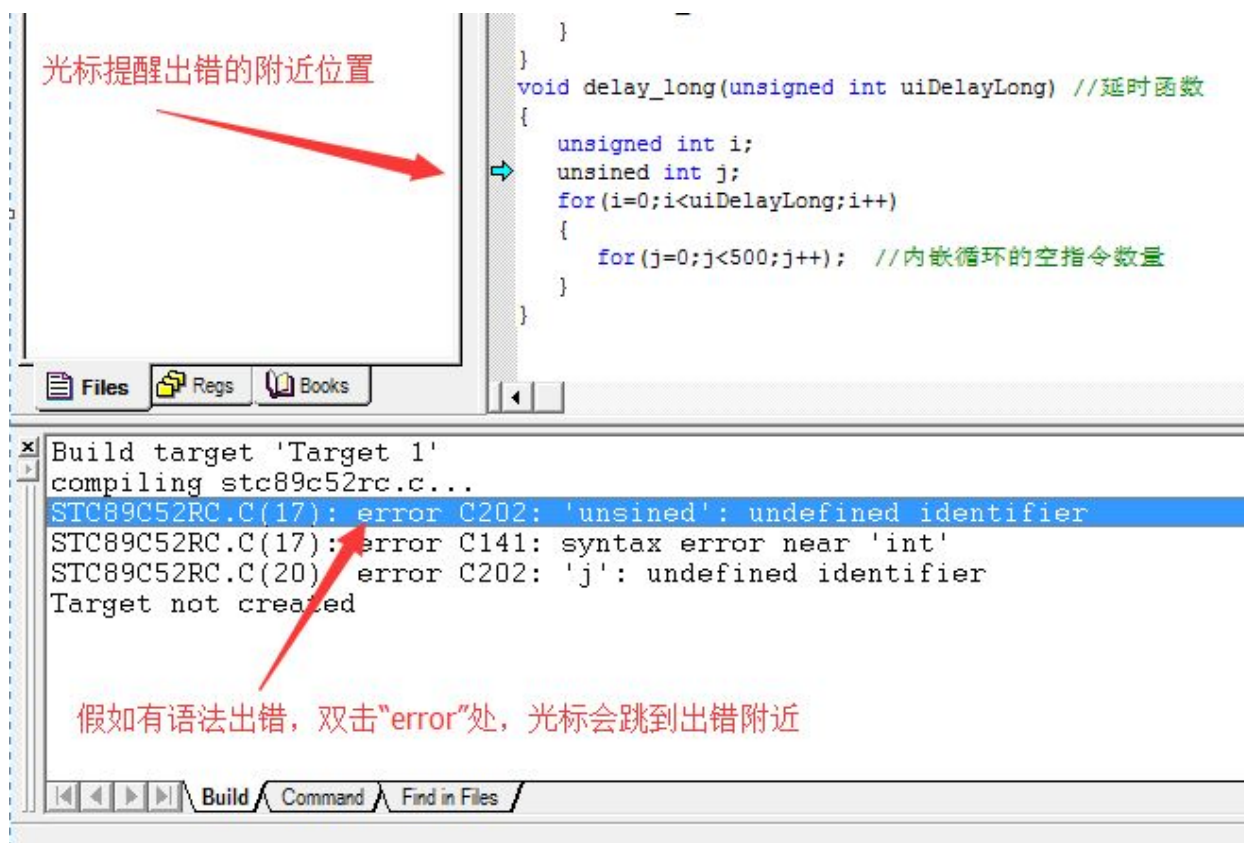 }
}
光标提醒出错的附近位置
void delay_long(unsigned int uiDelayLong) //延时函数
{
unsigned int i;
unsined int j;
for(i=0;i<uiDelayLong;i++)
{
for(j=0;j<500;j++); //内嵌循环的空指令数量
}
}
Files Regs Books
Build target 'Target 1'
compiling stc89c52rc.c...
STC89C52RC.C(17): error C202: 'unsined': undefined identifier
STC89C52RC.C(17): error C141: syntax error near 'int'
STC89C52RC.C(20) error C202: 'j': undefined identifier
Target not created
假如有语法出错，双击“error”处，光标会跳到出错附近
Build Command Find in Files